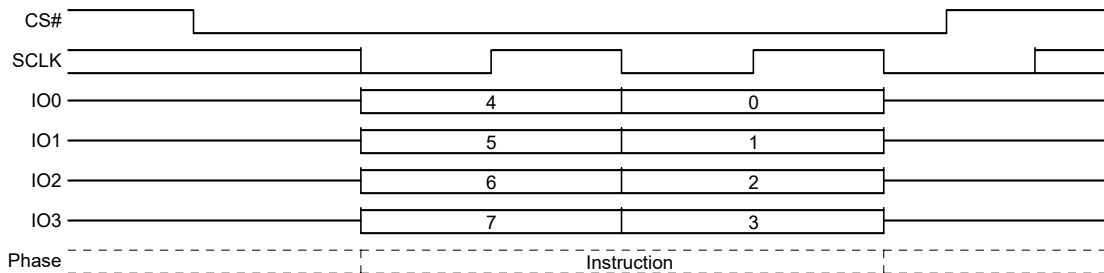 CS#
SCLK
IO0 4 0
IO1 5 1
IO2 6 2
IO3 7 3
Phase Instruction